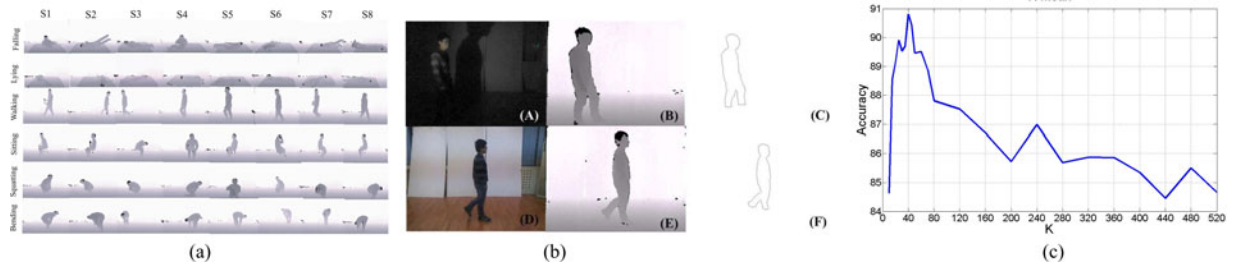 S1 S2 S3 S4 S5 S6 S7 S8
Falling
Lying
Walking
Sitting
Squatting
Bending
(a)
(A)
(B)
(C)
(D)
(E)
(F)
(b)
Accuracy
91
90
89
88
87
86
85
84
0 40 80 120 160 200 240 280 320 360 400 440 480 520
K
(c)